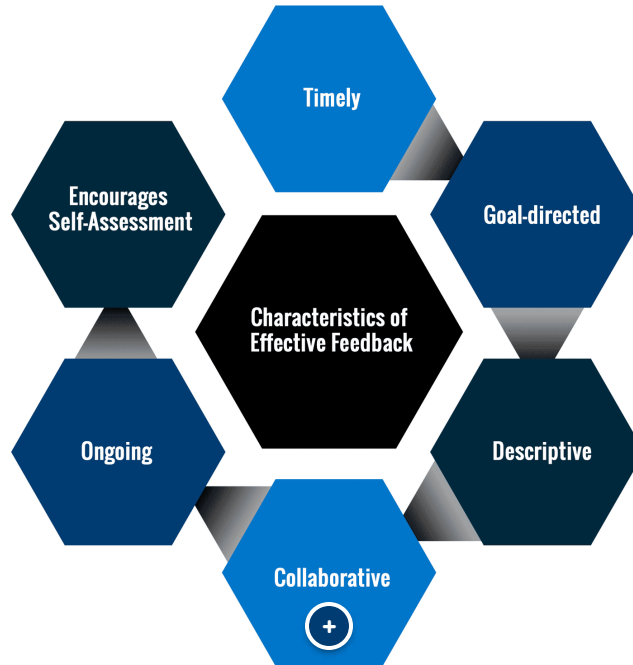 Timely
Goal-directed
Descriptive
Collaborative
+
Ongoing
Encourages
Self-Assessment
Characteristics of
Effective Feedback